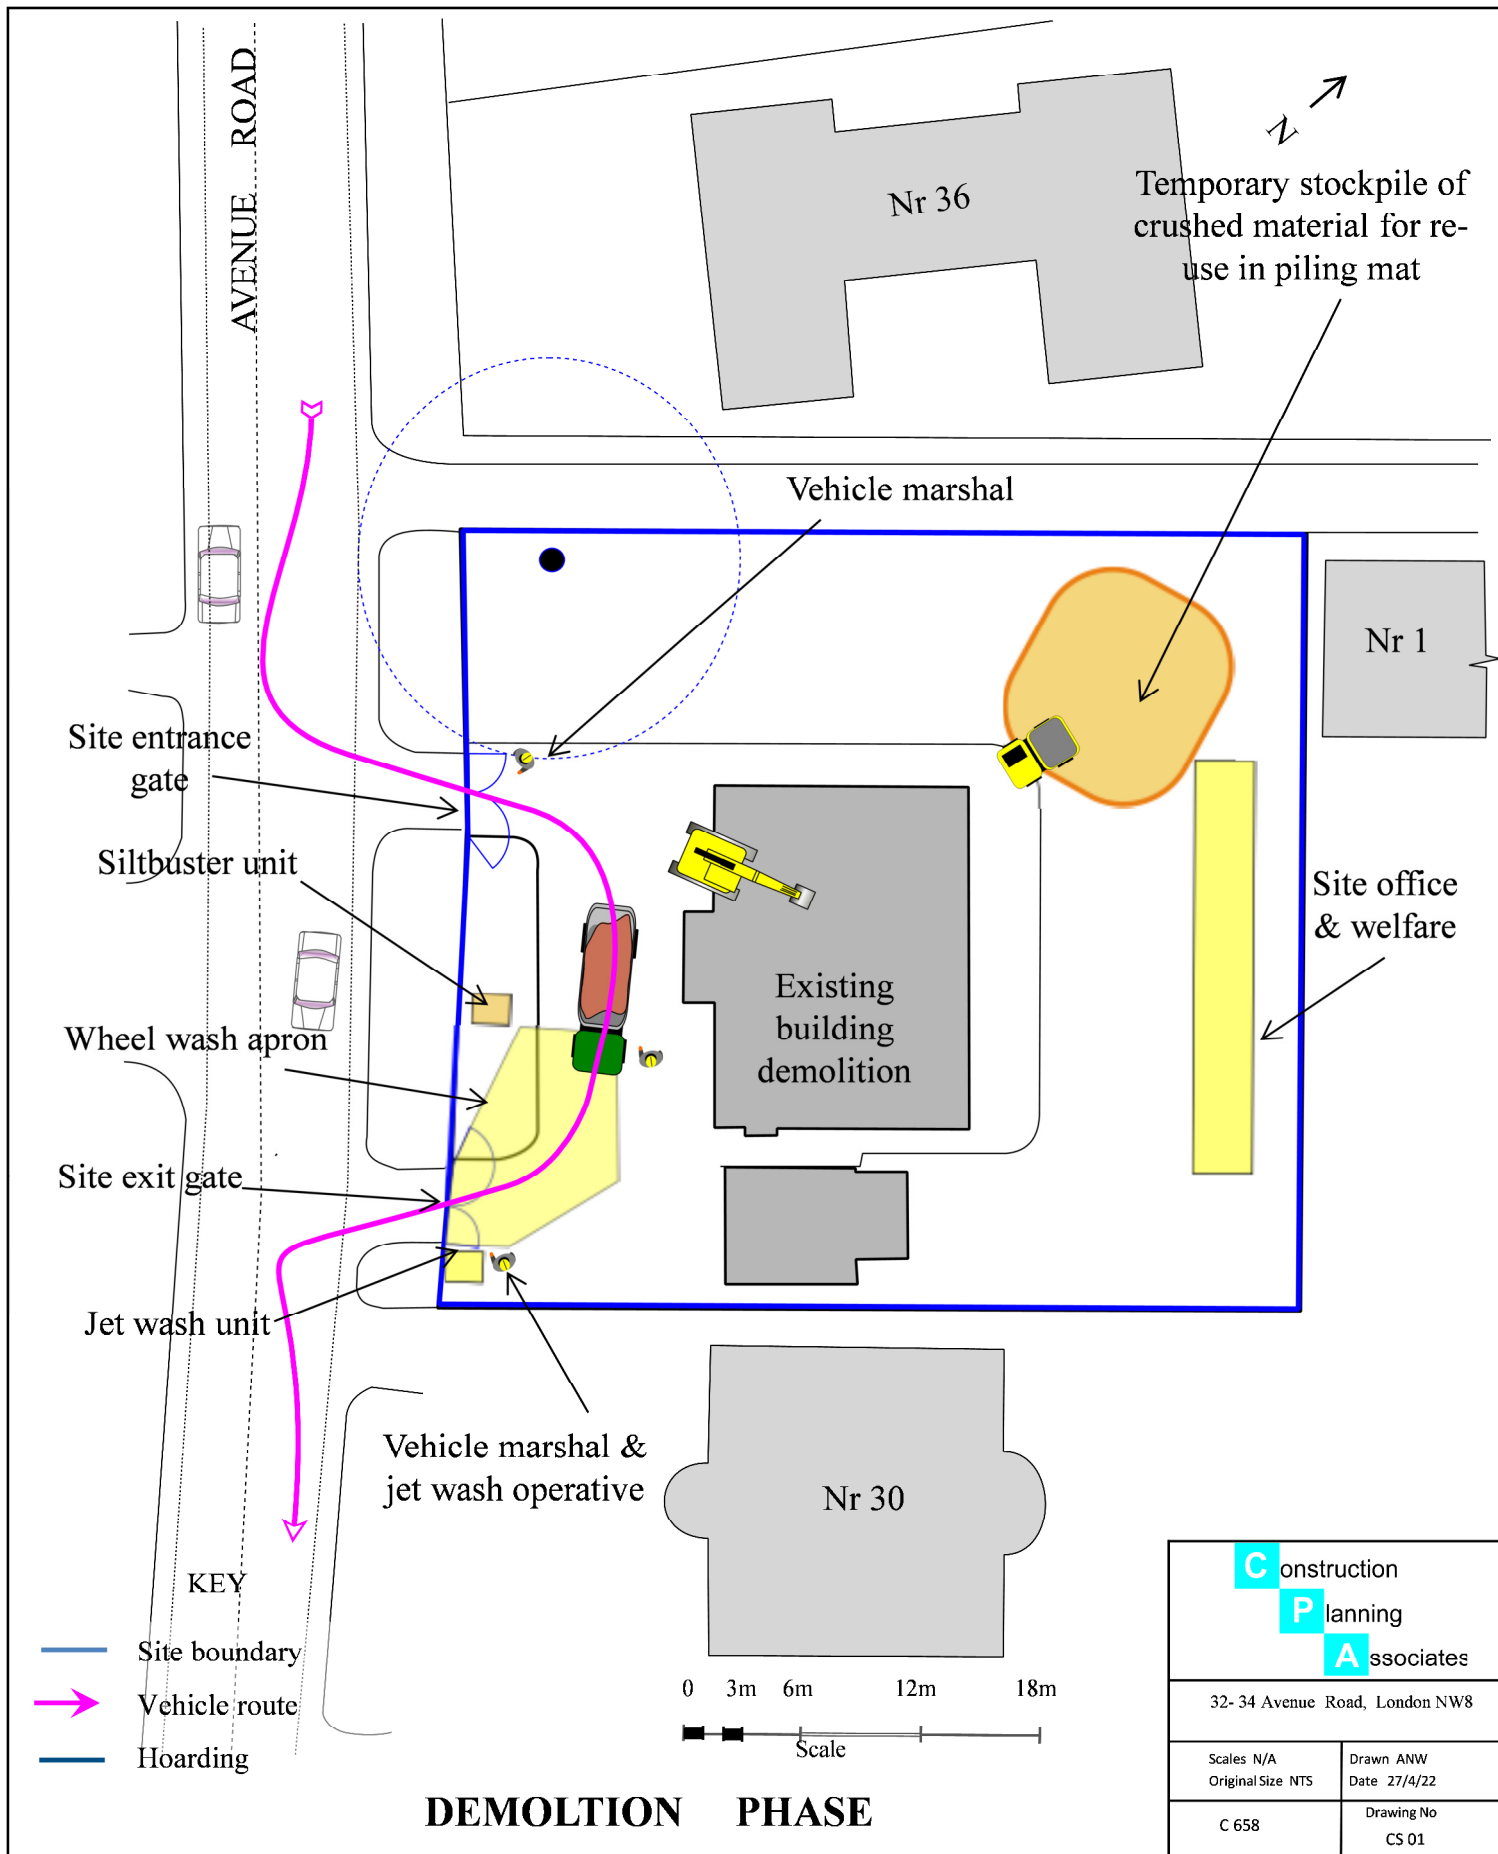 AVENUE ROAD
Nr 36
N
Temporary stockpile of
crushed material for re-
use in piling mat
Vehicle marshal
Nr 1
Site entrance
gate
Siltbuster unit
Site office
& welfare
Existing
building
demolition
Wheel wash apron
Site exit gate
Jet wash unit
Vehicle marshal &
jet wash operative
Nr 30
KEY
Site boundary
Vehicle route
Hoarding
0 3m 6m 12m 18m
Scale
DEMOLTION PHASE
Construction
Planning
Associates
32- 34 Avenue Road, London NW8
Scales N/A
Original Size NTS
Drawn ANW
Date 27/4/22
C 658
Drawing No
CS 01